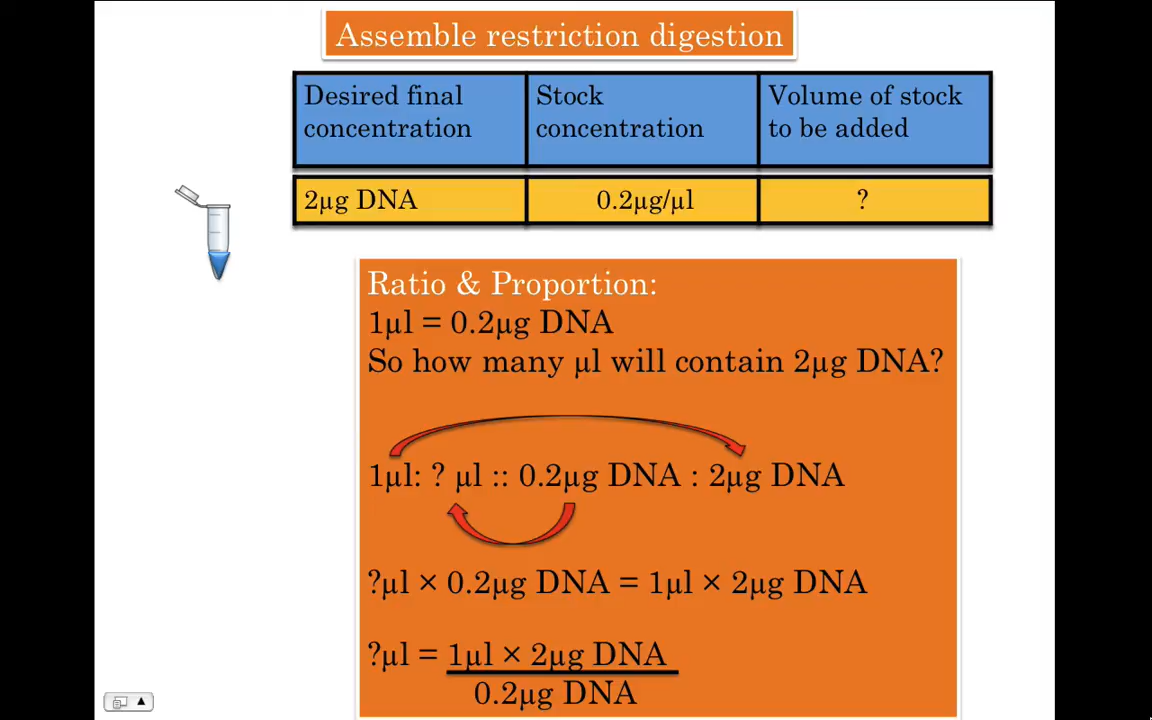 Assemble restriction digestion
Desired final
concentration
Stock
concentration
Volume of stock
to be added
2µg DNA
0.2µg/µl
?
Ratio & Proportion:
1µl = 0.2µg DNA
So how many µl will contain 2µg DNA?
1µl: ? µl :: 0.2µg DNA : 2µg DNA
?µl × 0.2µg DNA = 1µl × 2µg DNA
?µl = 1µl × 2µg DNA
0.2µg DNA